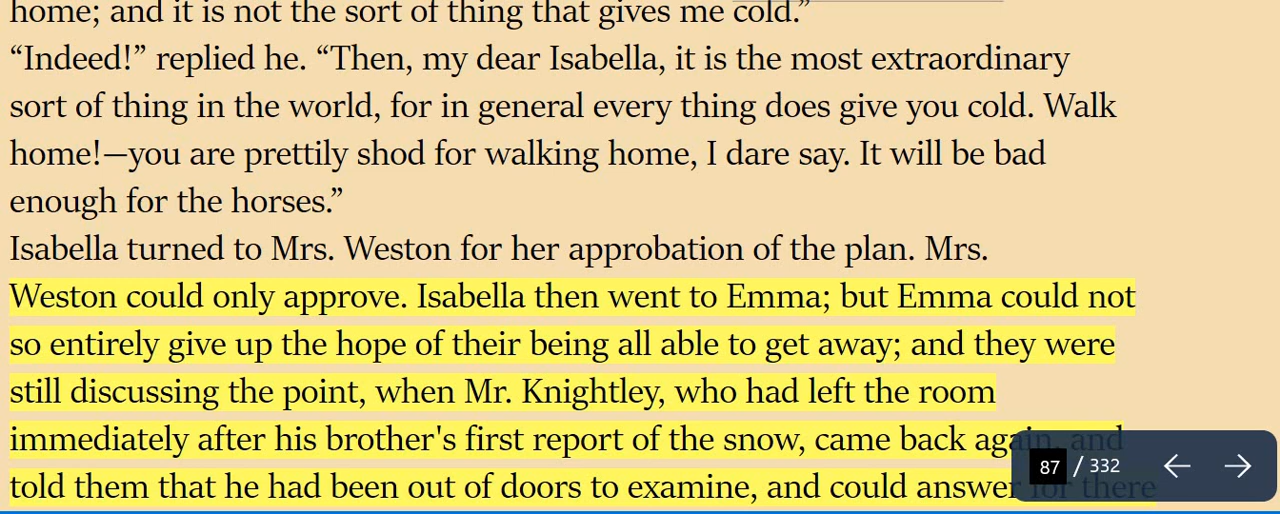 home; and it is not the sort of thing that gives me cold.”
“Indeed!” replied he. “Then, my dear Isabella, it is the most extraordinary
sort of thing in the world, for in general every thing does give you cold. Walk
home!—you are prettily shod for walking home, I dare say. It will be bad
enough for the horses.”
Isabella turned to Mrs. Weston for her approbation of the plan. Mrs.
Weston could only approve. Isabella then went to Emma; but Emma could not
so entirely give up the hope of their being all able to get away; and they were
still discussing the point, when Mr. Knightley, who had left the room
immediately after his brother's first report of the snow, came back again, and
told them that he had been out of doors to examine, and could answer for there
87 / 332